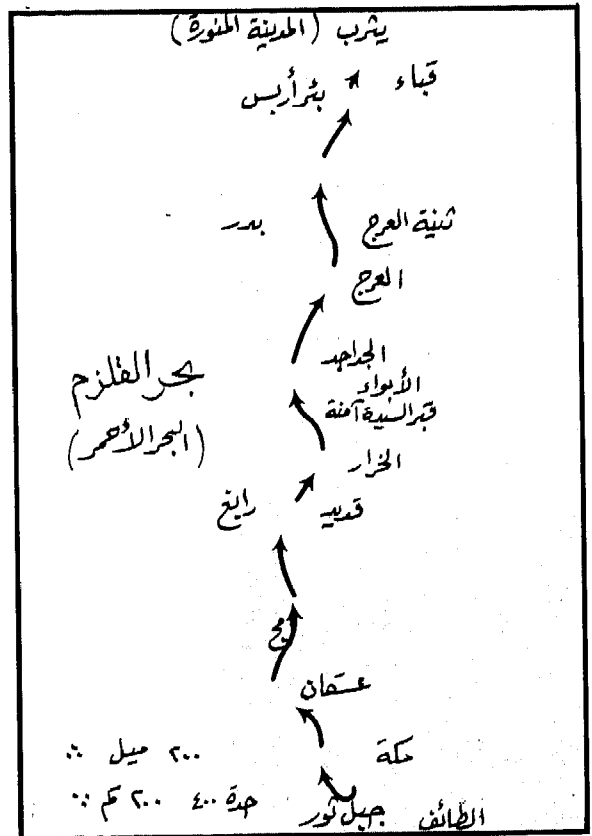 يثرب (المدينة المنورة)
قباء
بئر أريس
ثنية العرج
بدر
العرج
الجداجد
الأبواء
قبر السيدة آمنة
بحر القلزم
(البحر الأحمر)
الخرار
قديد
رابغ
أمج
عسفان
مكة
٢٠٠ ميل
الطائف
جبل ثور
جدة ٤٠٠ ٢٠٠ كم